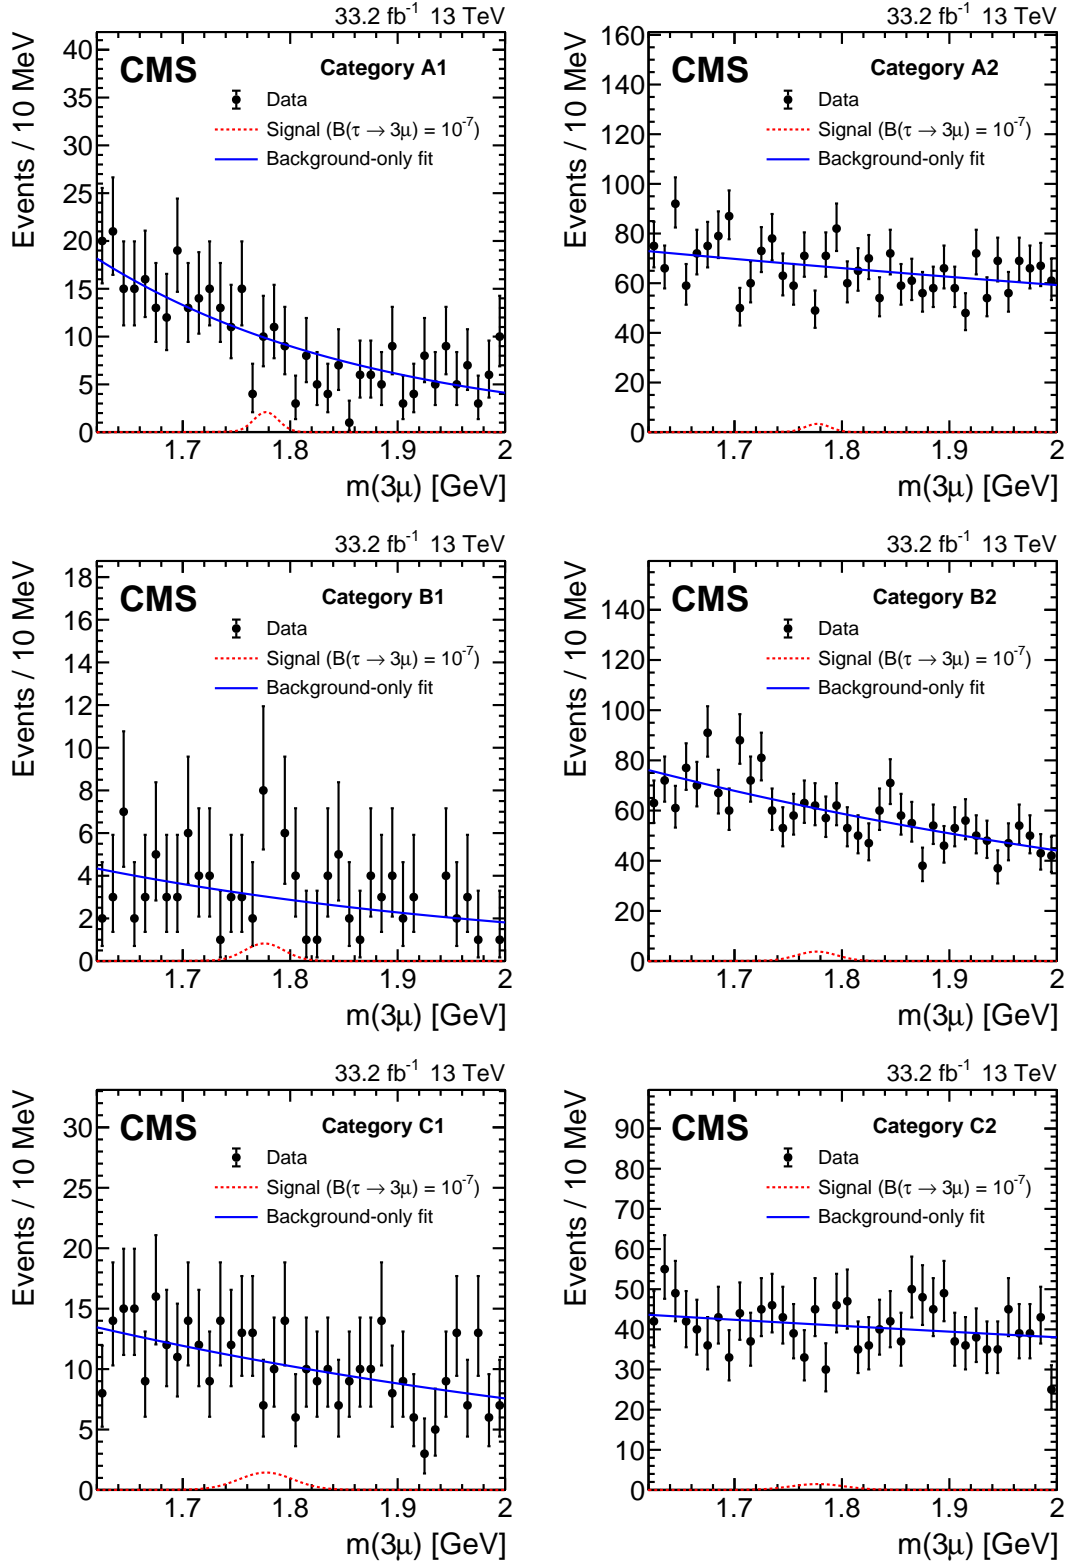 33.2 fb⁻¹ 13 TeV
CMS
Category A1
Data
Signal (B(τ → 3μ) = 10⁻⁷)
Background-only fit
Events / 10 MeV
40
35
30
25
20
15
10
5
0
1.7 1.8 1.9 2
m(3μ) [GeV]
33.2 fb⁻¹ 13 TeV
CMS
Category A2
Data
Signal (B(τ → 3μ) = 10⁻⁷)
Background-only fit
Events / 10 MeV
160
140
120
100
80
60
40
20
0
1.7 1.8 1.9 2
m(3μ) [GeV]
33.2 fb⁻¹ 13 TeV
CMS
Category B1
Data
Signal (B(τ → 3μ) = 10⁻⁷)
Background-only fit
Events / 10 MeV
18
16
14
12
10
8
6
4
2
0
1.7 1.8 1.9 2
m(3μ) [GeV]
33.2 fb⁻¹ 13 TeV
CMS
Category B2
Data
Signal (B(τ → 3μ) = 10⁻⁷)
Background-only fit
Events / 10 MeV
140
120
100
80
60
40
20
0
1.7 1.8 1.9 2
m(3μ) [GeV]
33.2 fb⁻¹ 13 TeV
CMS
Category C1
Data
Signal (B(τ → 3μ) = 10⁻⁷)
Background-only fit
Events / 10 MeV
30
25
20
15
10
5
0
1.7 1.8 1.9 2
m(3μ) [GeV]
33.2 fb⁻¹ 13 TeV
CMS
Category C2
Data
Signal (B(τ → 3μ) = 10⁻⁷)
Background-only fit
Events / 10 MeV
90
80
70
60
50
40
30
20
10
0
1.7 1.8 1.9 2
m(3μ) [GeV]